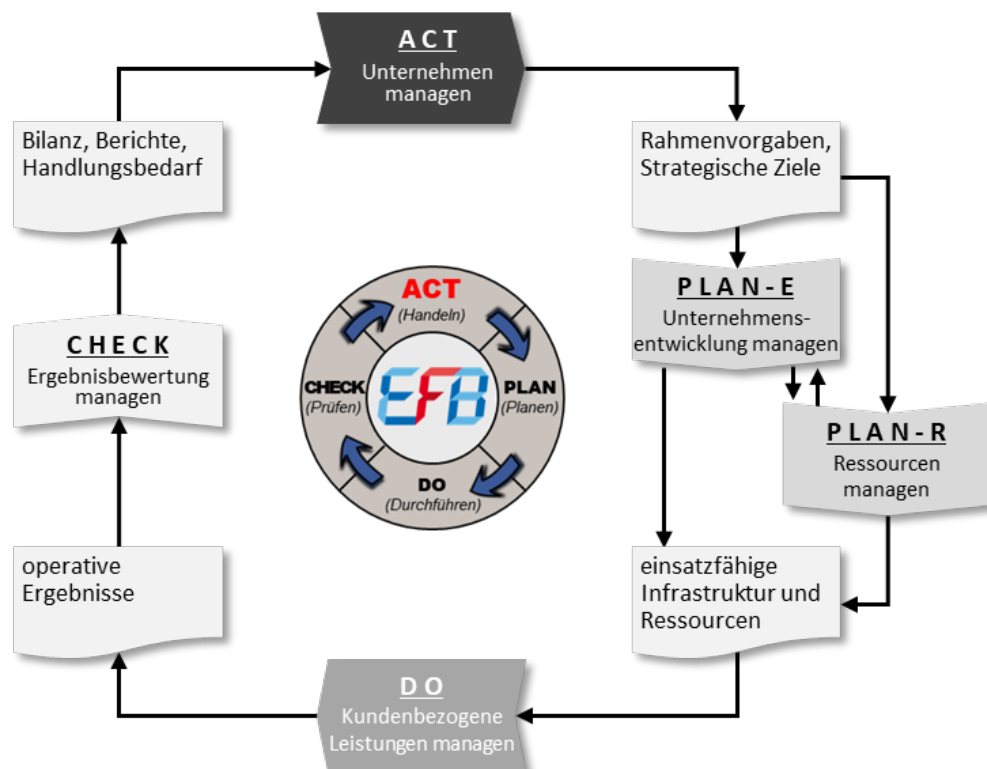 ACT
Unternehmen
managen
Bilanz, Berichte,
Handlungsbedarf
Rahmenvorgaben,
Strategische Ziele
PLAN-E
Unternehmens-
entwicklung managen
PLAN-R
Ressourcen
managen
CHECK
Ergebnisbewertung
managen
ACT
(Handeln)
CHECK
(Prüfen)
EFB
PLAN
(Planen)
DO
(Durchführen)
operative
Ergebnisse
einsatzfähige
Infrastruktur und
Ressourcen
DO
Kundenbezogene
Leistungen managen